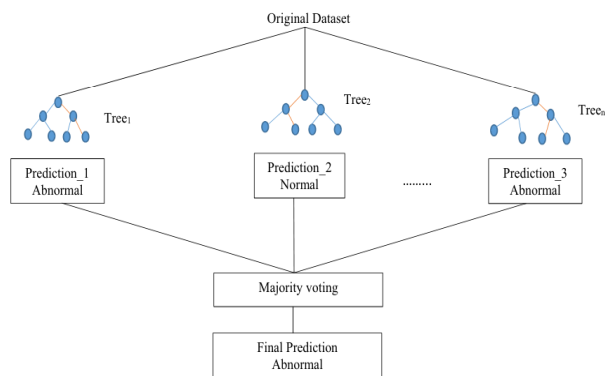 Original Dataset
Tree₁
Tree₂
Treeₙ
Prediction_1
Abnormal
Prediction_2
Normal
.........
Prediction_3
Abnormal
Majority voting
Final Prediction
Abnormal